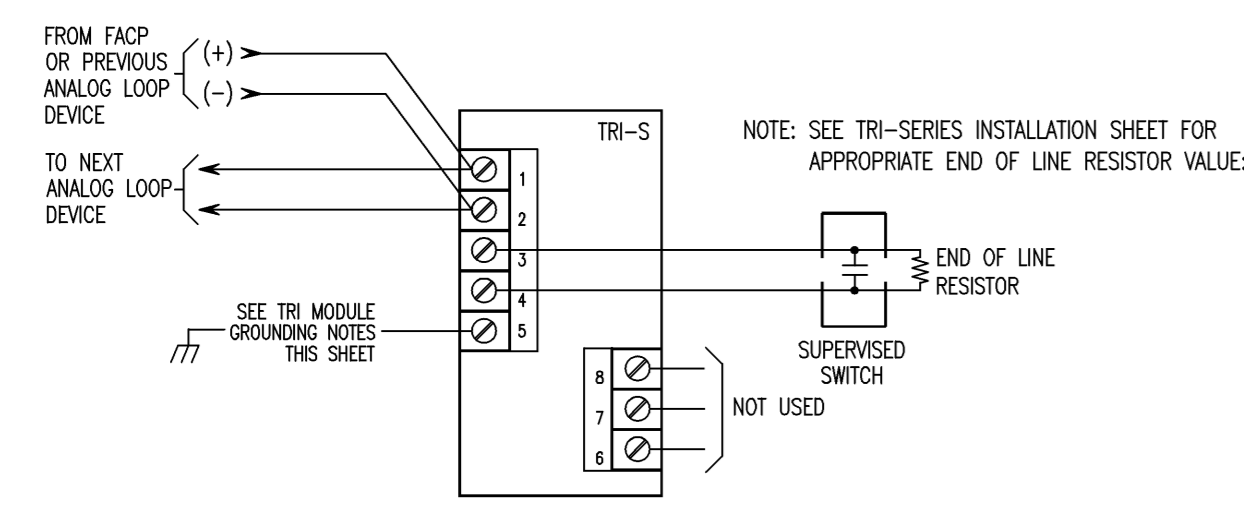 FROM FACP
OR PREVIOUS
ANALOG LOOP
DEVICE
(+)
(-)
TO NEXT
ANALOG LOOP
DEVICE
TRI-S
NOTE: SEE TRI-SERIES INSTALLATION SHEET FOR
APPROPRIATE END OF LINE RESISTOR VALUE:
1
2
3
4
5
SEE TRI MODULE
GROUNDING NOTES
THIS SHEET
END OF LINE
RESISTOR
SUPERVISED
SWITCH
8
7
6
NOT USED